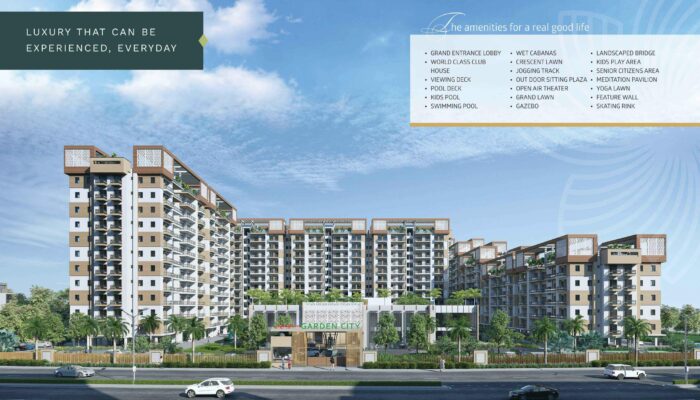 LUXURY THAT CAN BE
EXPERIENCED, EVERYDAY
The amenities for a real good life
• GRAND ENTRANCE LOBBY
• WORLD CLASS CLUB
HOUSE
• VIEWING DECK
• POOL DECK
• KIDS POOL
• SWIMMING POOL
• WET CABANAS
• CRESCENT LAWN
• JOGGING TRACK
• OUT DOOR SITTING PLAZA
• OPEN AIR THEATER
• GRAND LAWN
• GAZEBO
• LANDSCAPED BRIDGE
• KIDS PLAY AREA
• SENIOR CITIZENS AREA
• MEDITATION PAVILION
• YOGA LAWN
• FEATURE WALL
• SKATING RINK
GARDEN CITY